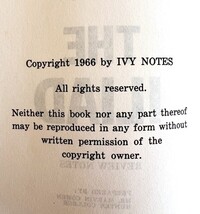 Copyright 1966 by IVY NOTES
All rights reserved.
Neither this book nor any part thereof
may be reproduced in any form without
written permission of the
copyright owner.